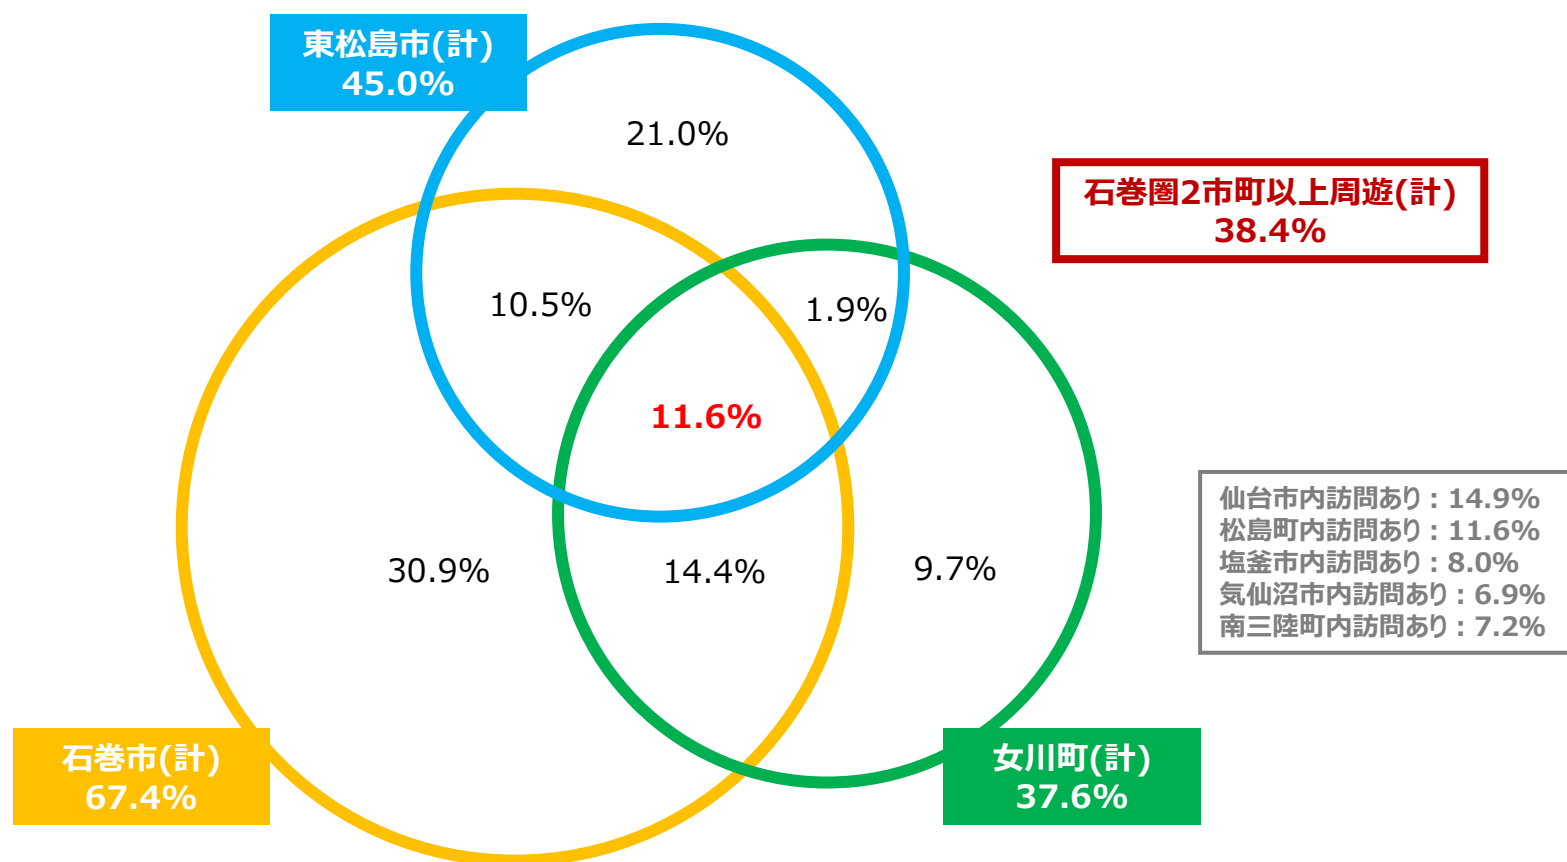 東松島市(計)
45.0%
21.0%
石巻圏2市町以上周遊(計)
38.4%
10.5%
1.9%
11.6%
仙台市内訪問あり：14.9%
松島町内訪問あり：11.6%
塩釜市内訪問あり：8.0%
気仙沼市内訪問あり：6.9%
南三陸町内訪問あり：7.2%
30.9%
14.4%
9.7%
石巻市(計)
67.4%
女川町(計)
37.6%